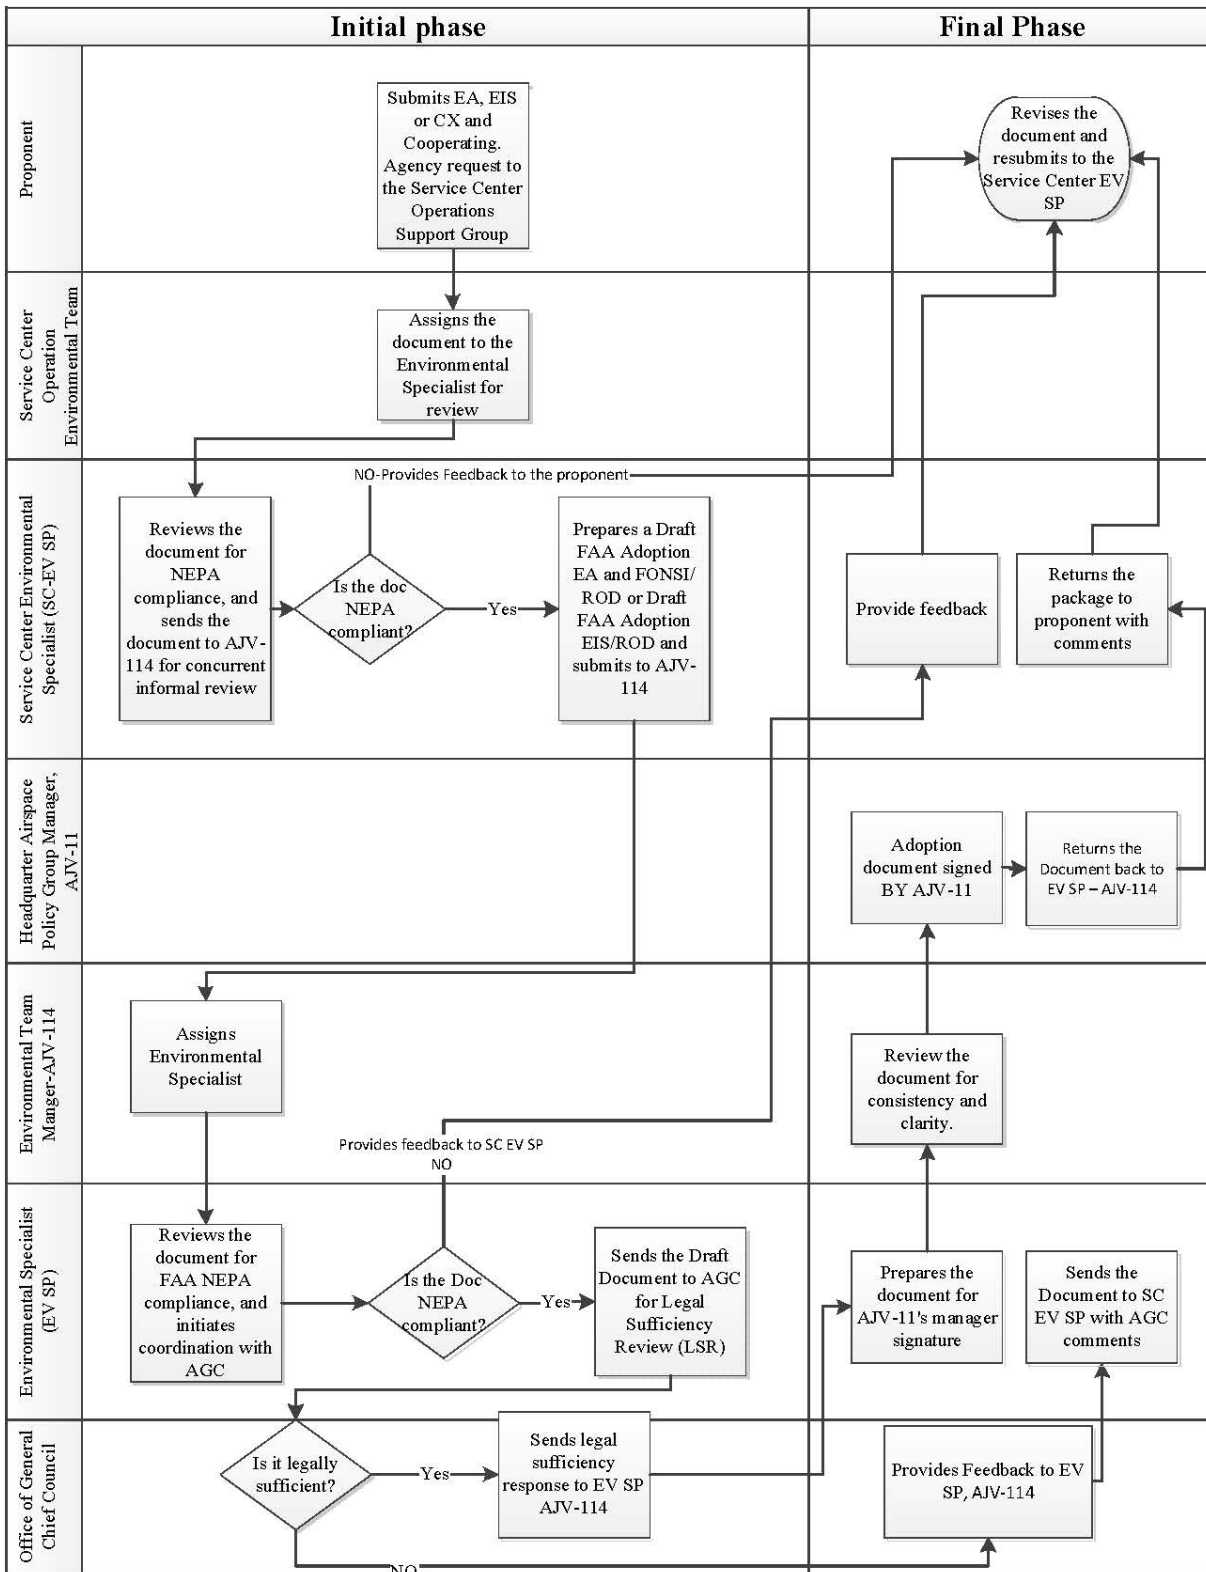 Initial phase
Final Phase
Proponent
Submits EA, EIS
or CX and
Cooperating.
Agency request to
the Service Center
Operations
Support Group
Revises the
document and
resubmits to the
Service Center EV
SP
Service Center
Operation
Environmental Team
Assigns the
document to the
Environmental
Specialist for
review
Service Center Environmental
Specialist (SC-EV SP)
NO-Provides Feedback to the proponent
Reviews the
document for
NEPA
compliance, and
sends the
document to AJV-
114 for concurrent
informal review
Is the doc
NEPA
compliant?
Yes
Prepares a Draft
FAA Adoption
EA and FONSI/
ROD or Draft
FAA Adoption
EIS/ROD and
submits to AJV-
114
Provide feedback
Returns the
package to
proponent with
comments
Headquarter Airspace
Policy Group Manager,
AJV-11
Adoption
document signed
BY AJV-11
Returns the
Document back to
EV SP – AJV-114
Environmental Team
Manger-AJV-114
Assigns
Environmental
Specialist
Review the
document for
consistency and
clarity.
Provides feedback to SC EV SP
NO
Environmental Specialist
(EV SP)
Reviews the
document for
FAA NEPA
compliance, and
initiates
coordination with
AGC
Is the Doc
NEPA
compliant?
Yes
Sends the Draft
Document to AGC
for Legal
Sufficiency
Review (LSR)
Prepares the
document for
AJV-11's manager
signature
Sends the
Document to SC
EV SP with AGC
comments
Office of General
Chief Council
Is it legally
sufficient?
Yes
Sends legal
sufficiency
response to EV SP
AJV-114
Provides Feedback to EV
SP, AJV-114
NO